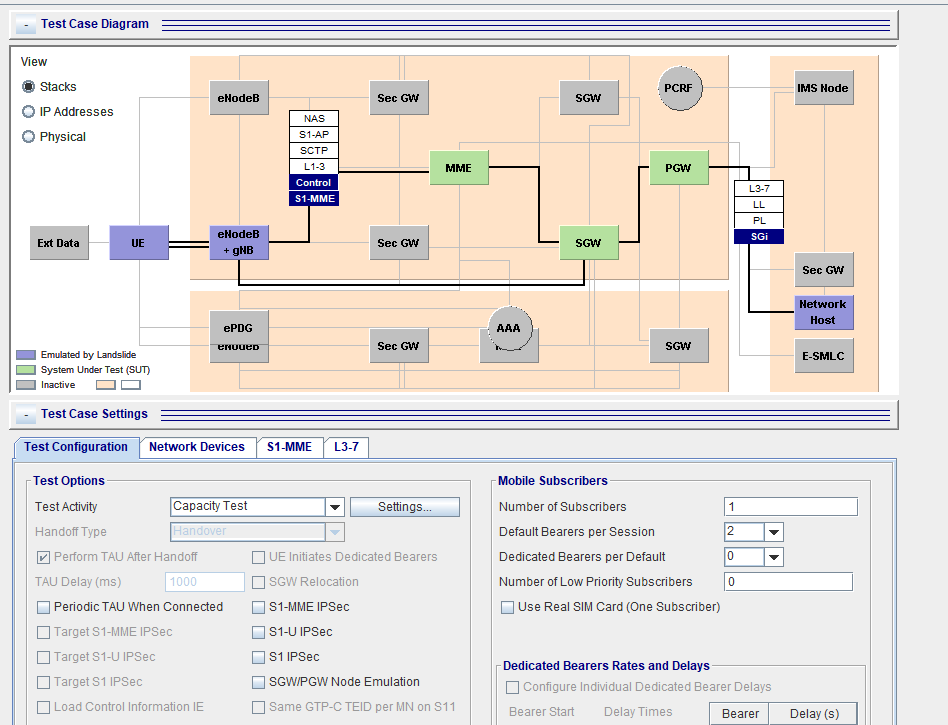 - Test Case Diagram
View
Stacks
IP Addresses
Physical
eNodeB
Sec GW
SGW
PCRF
IMS Node
NAS
S1-AP
SCTP
L1-3
Control
S1-MME
MME
PGW
L3-7
LL
PL
SGi
Ext Data
UE
eNodeB
+ gNB
Sec GW
SGW
Sec GW
Network
Host
ePDG
eNodeB
Sec GW
AAA
SGW
E-SMLC
Emulated by Landslide
System Under Test (SUT)
Inactive
- Test Case Settings
Test Configuration Network Devices S1-MME L3-7
Test Options
Test Activity Capacity Test Settings...
Handoff Type Handover
Perform TAU After Handoff UE Initiates Dedicated Bearers
TAU Delay (ms) 1000 SGW Relocation
Periodic TAU When Connected S1-MME IPSec
Target S1-MME IPSec S1-U IPSec
Target S1-U IPSec S1 IPSec
Target S1 IPSec SGW/PGW Node Emulation
Load Control Information IE Same GTP-C TEID per MN on S11
Mobile Subscribers
Number of Subscribers 1
Default Bearers per Session 2
Dedicated Bearers per Default 0
Number of Low Priority Subscribers 0
Use Real SIM Card (One Subscriber)
Dedicated Bearers Rates and Delays
Configure Individual Dedicated Bearer Delays
Bearer Start Delay Times Bearer Delay (s)